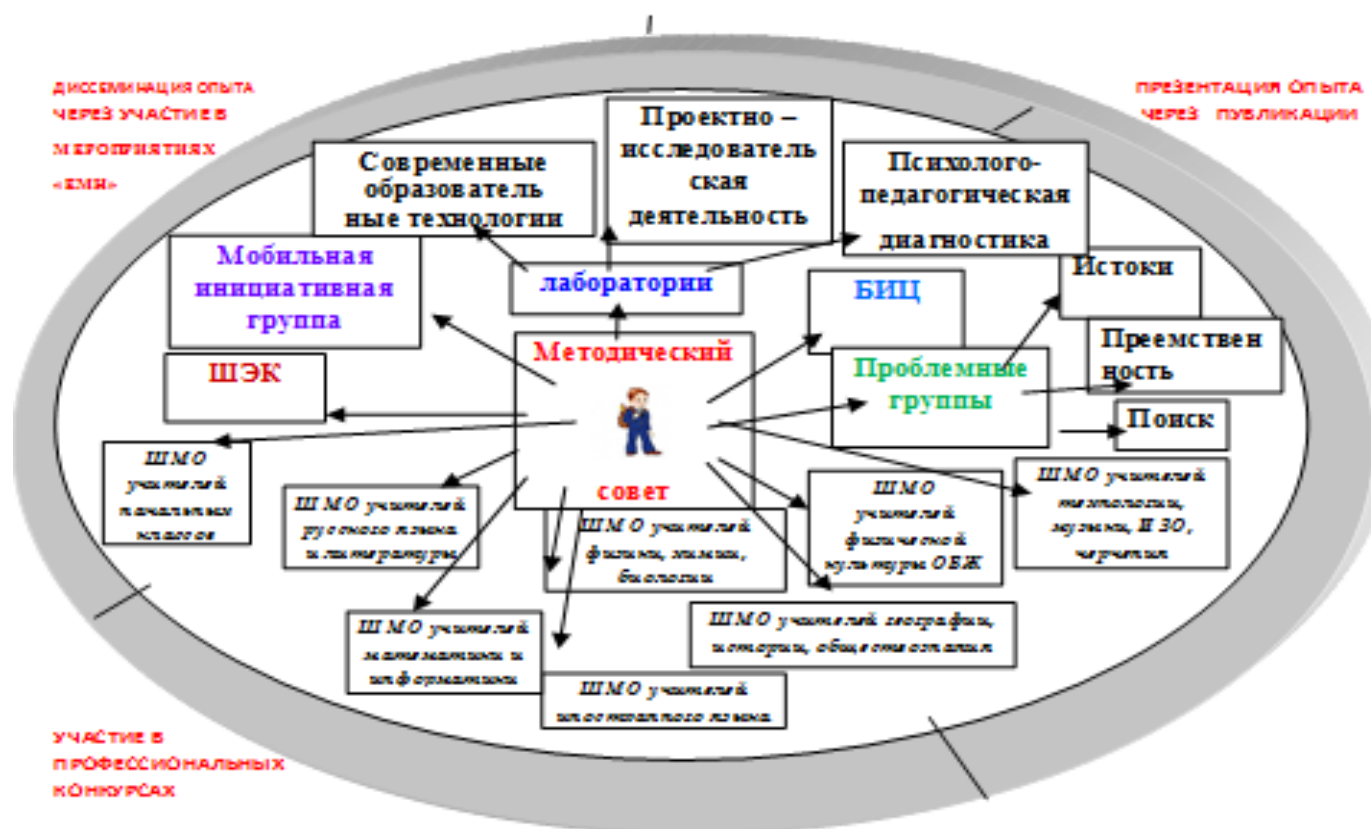 ДИССЕМИНАЦИЯ ОПЫТА
ЧЕРЕЗ УЧАСТИЕ В
МЕРОПРИЯТИЯХ
«ЕМН»
ПРЕЗЕНТАЦИЯ ОПЫТА
ЧЕРЕЗ ПУБЛИКАЦИИ
Современные
образователь
ные технологии
Проектно –
исследователь
ская
деятельность
Психолого-
педагогическая
диагностика
Мобильная
инициативная
группа
лаборатории
БИЦ
Истоки
ШЭК
Методический
совет
Проблемные
группы
Преемствен
ность
Поиск
ШМО
учителей
начальных
классов
ШМО учителей
русского языка
и литературы
ШМО учителей
физики, химии,
биологии
ШМО
учителей
физической
культуры ОБЖ
ШМО учителей
технологии,
музыки, ИЗО,
черчения
ШМО учителей
математики и
информатики
ШМО учителей географии,
истории, обществознания
ШМО учителей
иностранного языка
УЧАСТИЕ В
ПРОФЕССИОНАЛЬНЫХ
КОНКУРСАХ